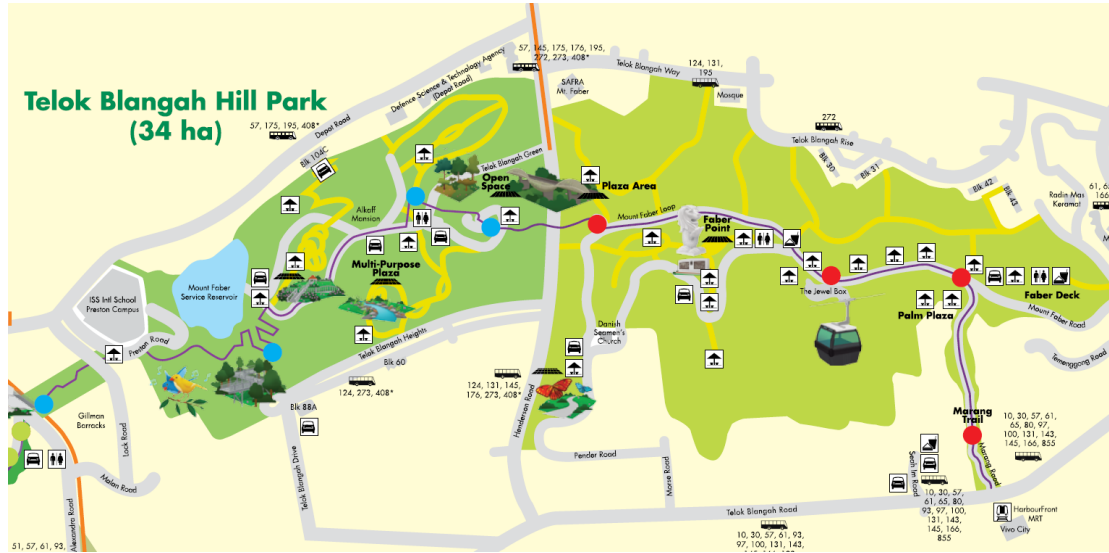 Telok Blangah Hill Park
(34 ha)
57, 145, 175, 176, 195,
272, 273, 408*
Defence Science & Technology Agency
(Depot Road)
Depot Road
57, 175, 195, 408*
Blk 104C
SAFRA
Mt. Faber
Telok Blangah Way
124, 131,
195
Mosque
272
Telok Blangah Rise
Blk 30
Blk 31
Blk 42
Blk 43
Radin Mas
Keramat
61, 65
166
Telok Blangah Green
Open
Space
Plaza Area
Alkaff
Mansion
Mount Faber Loop
Faber
Point
Multi-Purpose
Plaza
Mount Faber
Service Reservoir
ISS Intl School
Preston Campus
Preston Road
The Jewel Box
Palm Plaza
Faber Deck
Mount Faber Road
Temenggong Road
Telok Blangah Heights
Blk 60
124, 273, 408*
Danish
Seamen's
Church
124, 131, 145,
176, 273, 408*
Henderson Road
Blk 88A
Gillman
Barracks
Lock Road
Malan Road
Alexandra Road
51, 57, 61, 93,
Telok Blangah Drive
Pender Road
Morse Road
Marang
Trail
Marang Road
10, 30, 57, 61,
65, 80, 97,
100, 131, 143,
145, 166, 855
Seah Im Road
10, 30, 57,
61, 65, 80,
93, 97, 100,
131, 143,
145, 166,
855
HarbourFront
MRT
Vivo City
Telok Blangah Road
10, 30, 57, 61, 93,
97, 100, 131, 143,